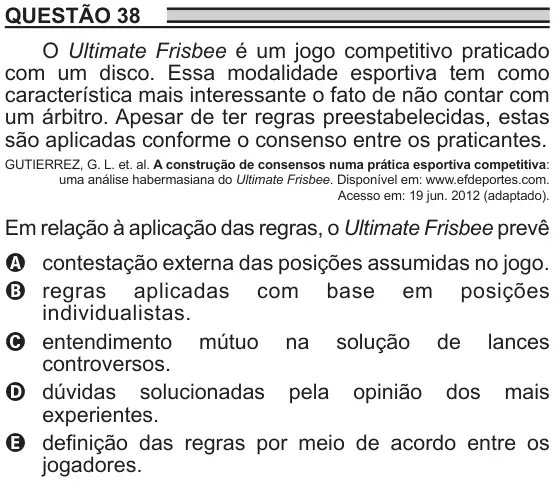 QUESTÃO 38
O Ultimate Frisbee é um jogo competitivo praticado
com um disco. Essa modalidade esportiva tem como
característica mais interessante o fato de não contar com
um árbitro. Apesar de ter regras preestabelecidas, estas
são aplicadas conforme o consenso entre os praticantes.
GUTIERREZ, G. L. et. al. A construção de consensos numa prática esportiva competitiva:
uma análise habermasiana do Ultimate Frisbee. Disponível em: www.efdeportes.com.
Acesso em: 19 jun. 2012 (adaptado).
Em relação à aplicação das regras, o Ultimate Frisbee prevê
A contestação externa das posições assumidas no jogo.
B regras aplicadas com base em posições
individualistas.
C entendimento mútuo na solução de lances
controversos.
D dúvidas solucionadas pela opinião dos mais
experientes.
E definição das regras por meio de acordo entre os
jogadores.